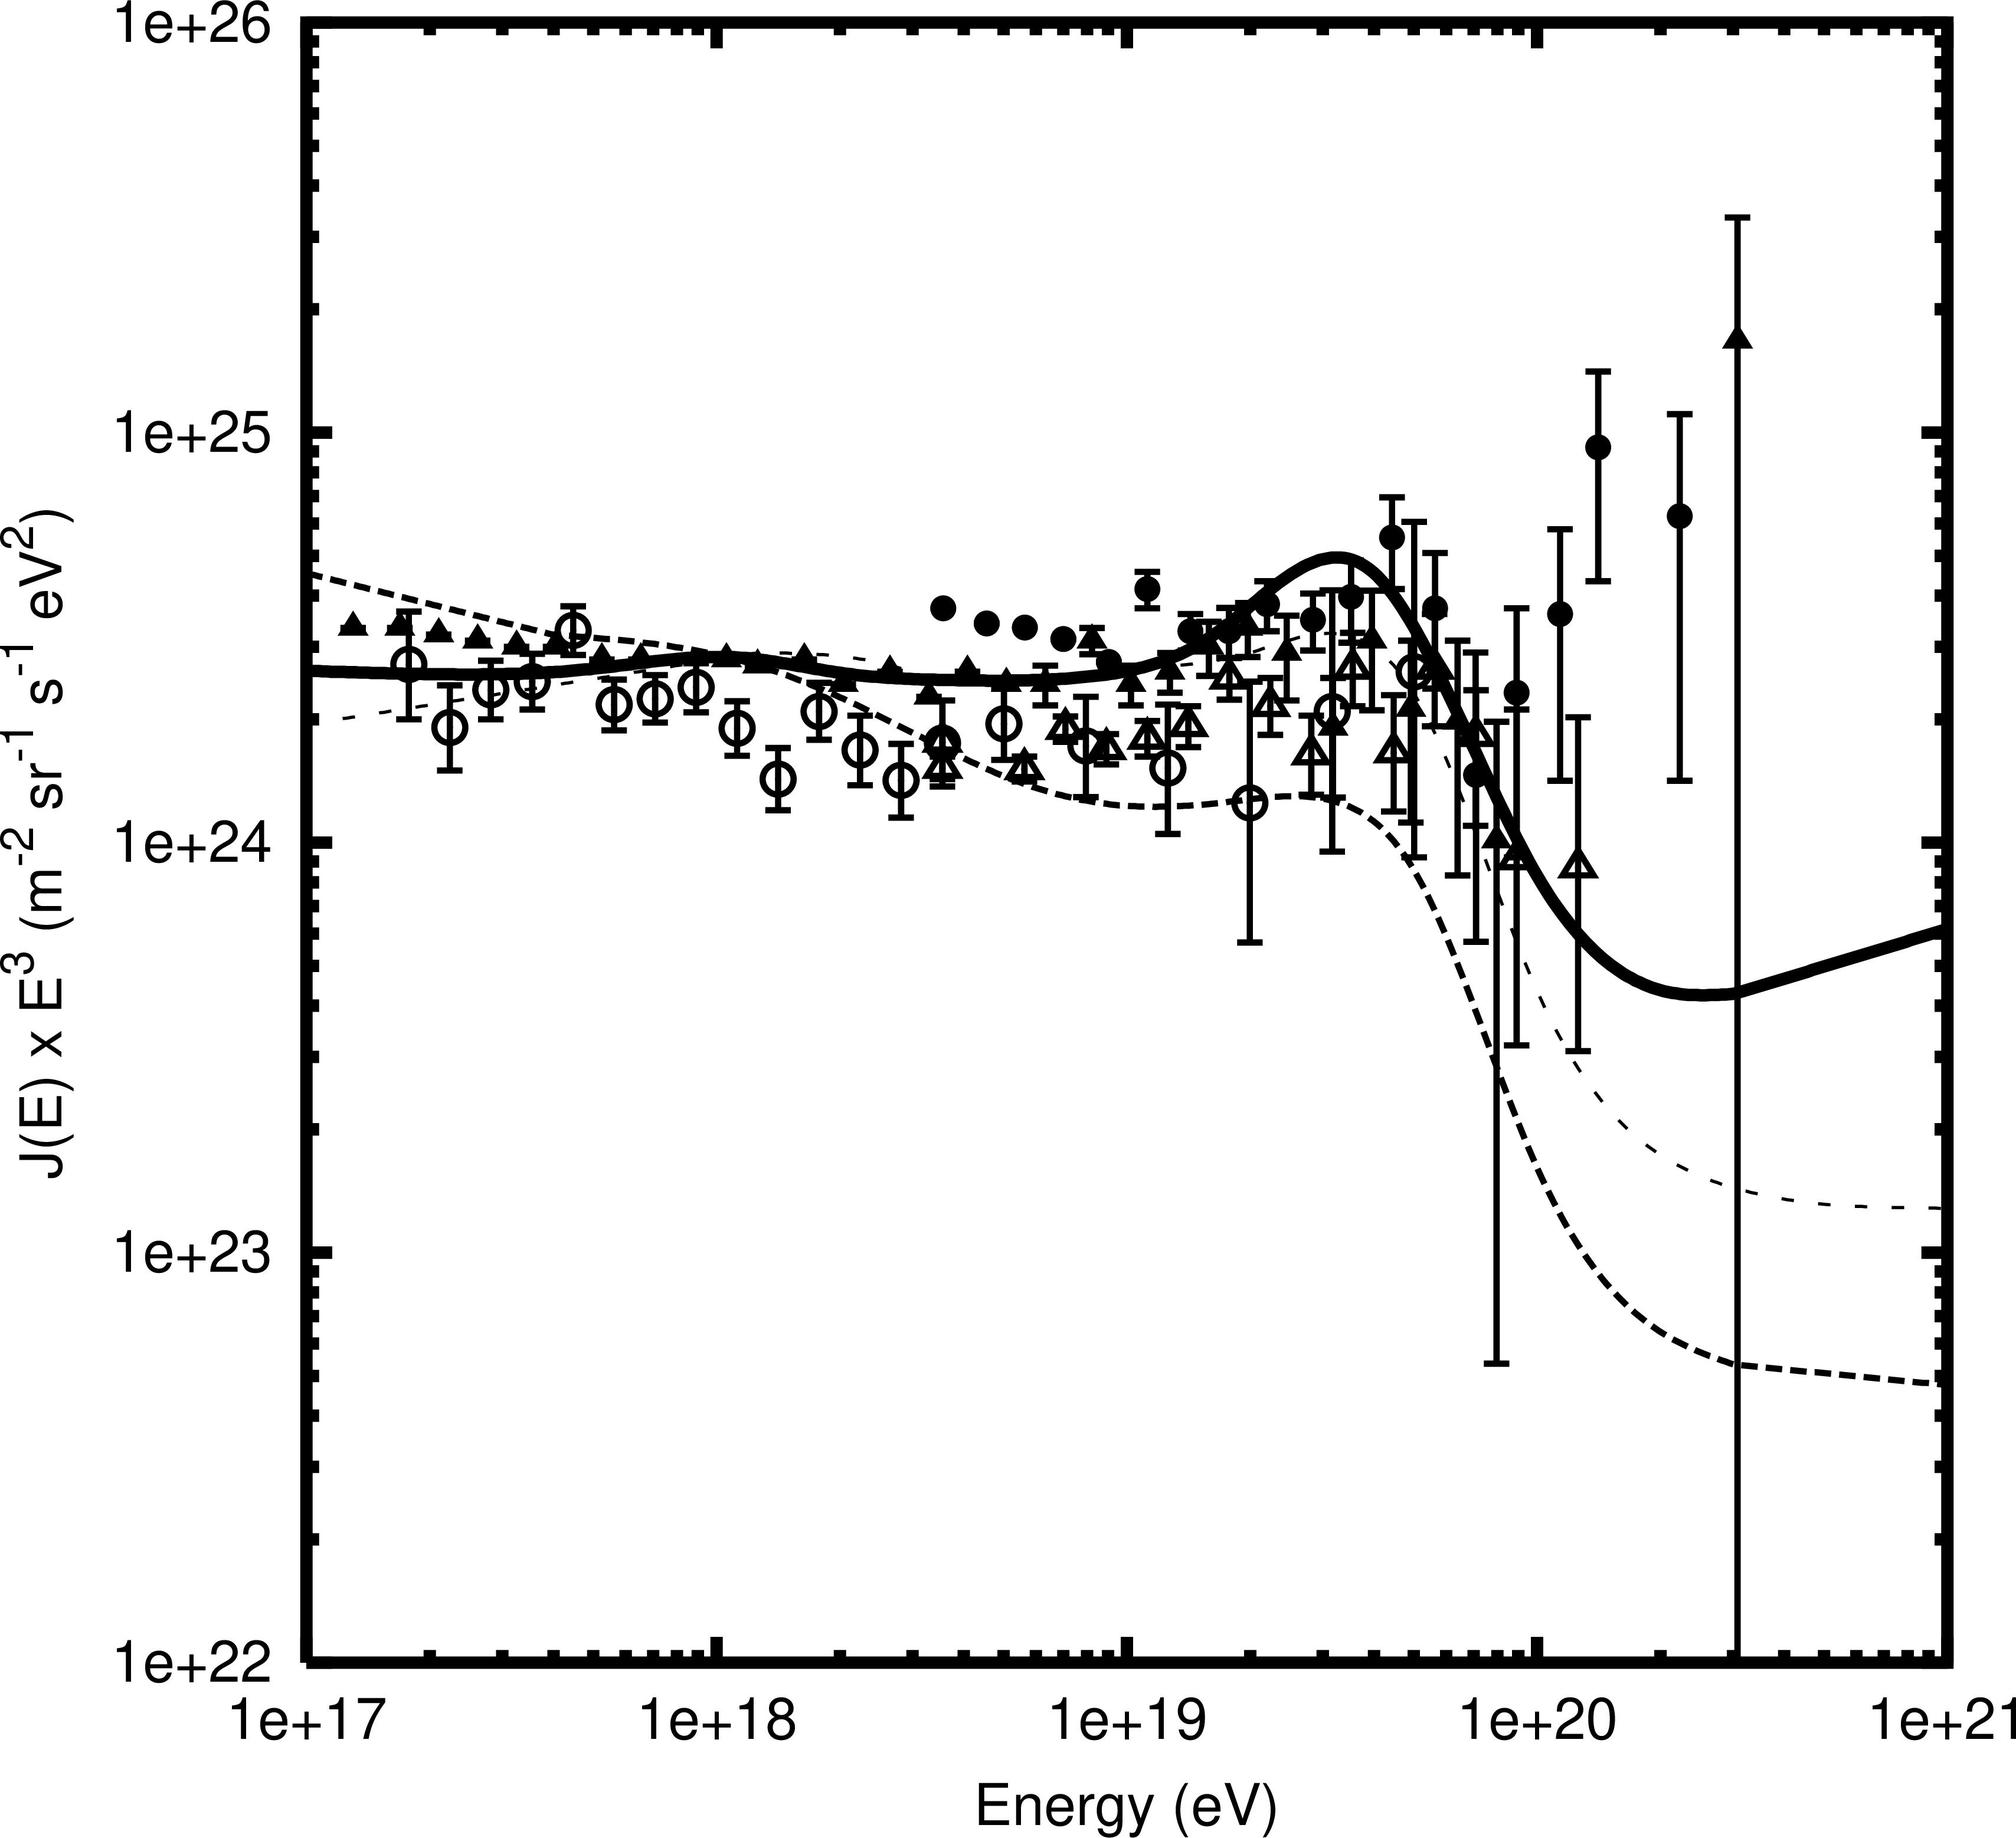 1e+26
1e+25
1e+24
1e+23
1e+22
J(E) x E³ (m⁻² sr⁻¹ s⁻¹ eV²)
1e+17 1e+18 1e+19 1e+20 1e+21
Energy (eV)